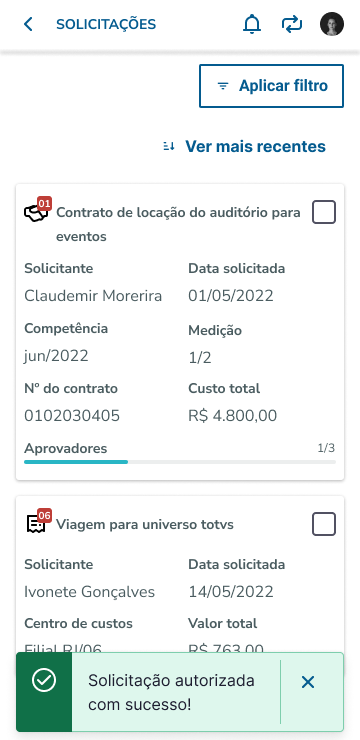 SOLICITAÇÕES
Aplicar filtro
Ver mais recentes
01
Contrato de locação do auditório para
eventos
Solicitante
Data solicitada
Claudemir Morerira
01/05/2022
Competência
Medição
jun/2022
1/2
Nº do contrato
Custo total
0102030405
R$ 4.800,00
Aprovadores
1/3
06
Viagem para universo totvs
Solicitante
Data solicitada
Ivonete Gonçalves
14/05/2022
Centro de custos
Valor total
Filial RJ/06
R$ 763,00
Solicitação autorizada
com sucesso!